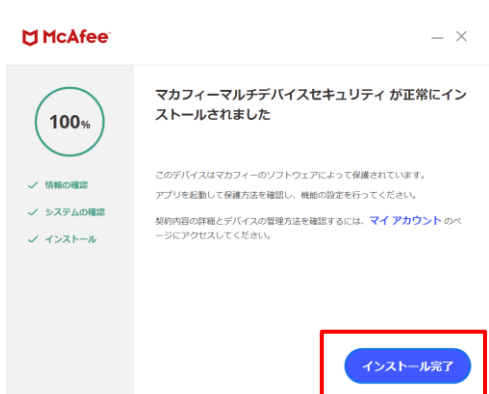 McAfee
100%
マカフィーマルチデバイスセキュリティ が正常にイン
ストールされました
情報の確認
システムの確認
インストール
このデバイスはマカフィーのソフトウェアによって保護されています。
アプリを起動して保護方法を確認し、機能の設定を行ってください。
契約内容の詳細とデバイスの管理方法を確認するには、マイ アカウント のペ
ージにアクセスしてください。
インストール完了